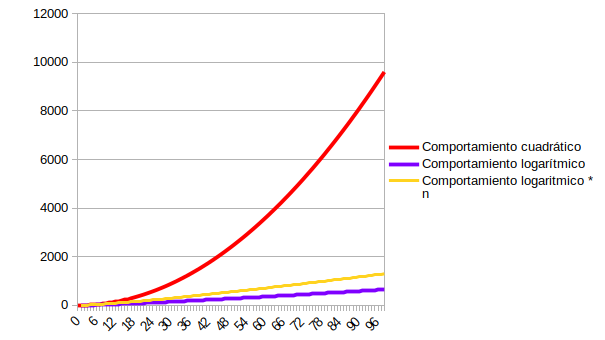 12000
10000
8000
6000
4000
2000
0
0 6 12 18 24 30 36 42 48 54 60 66 72 78 84 90 96
Comportamiento cuadrático
Comportamiento logarítmico
Comportamiento logaritmico *
n